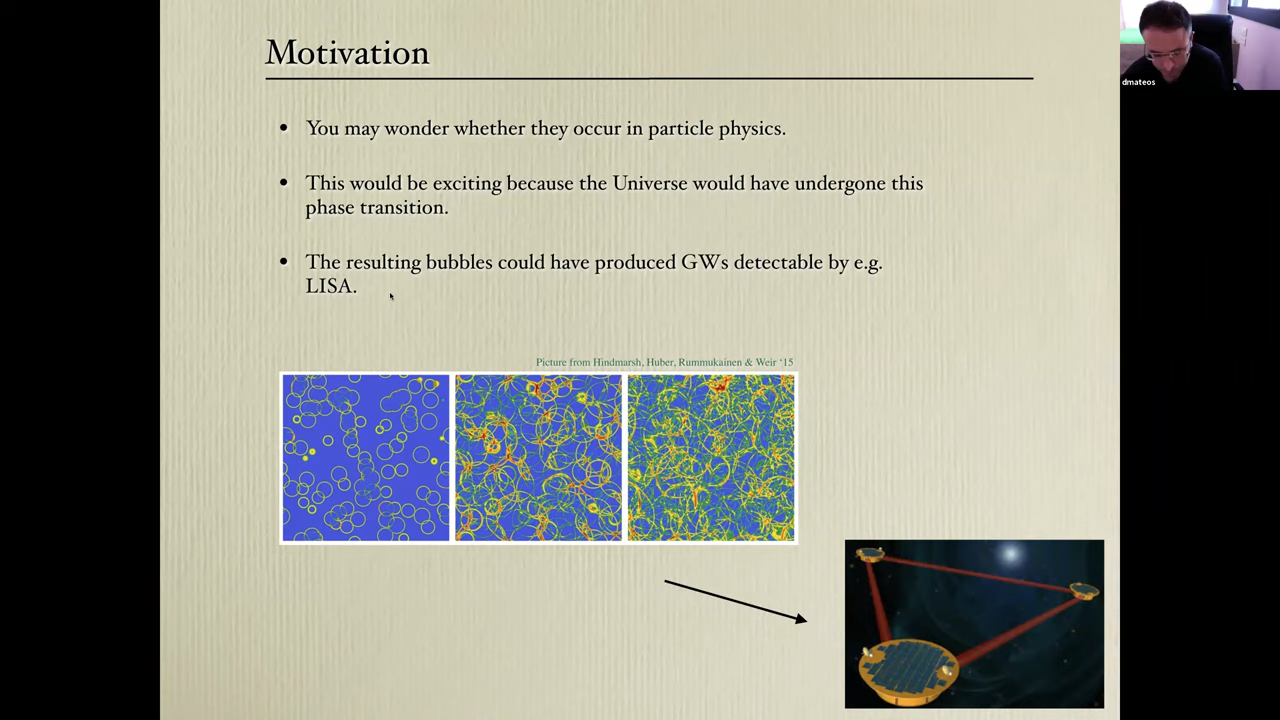 Motivation
• You may wonder whether they occur in particle physics.
• This would be exciting because the Universe would have undergone this
phase transition.
• The resulting bubbles could have produced GWs detectable by e.g.
LISA.
Picture from Hindmarsh, Huber, Rummukainen & Weir ‘15
dmateos